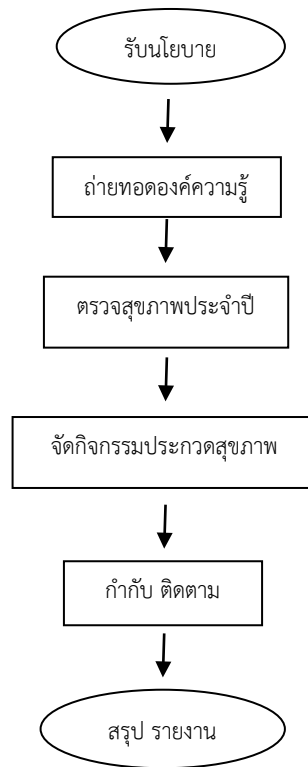 รับนโยบาย
ถ่ายทอดองค์ความรู้
ตรวจสุขภาพประจำปี
จัดกิจกรรมประกวดสุขภาพ
กำกับ ติดตาม
สรุป รายงาน